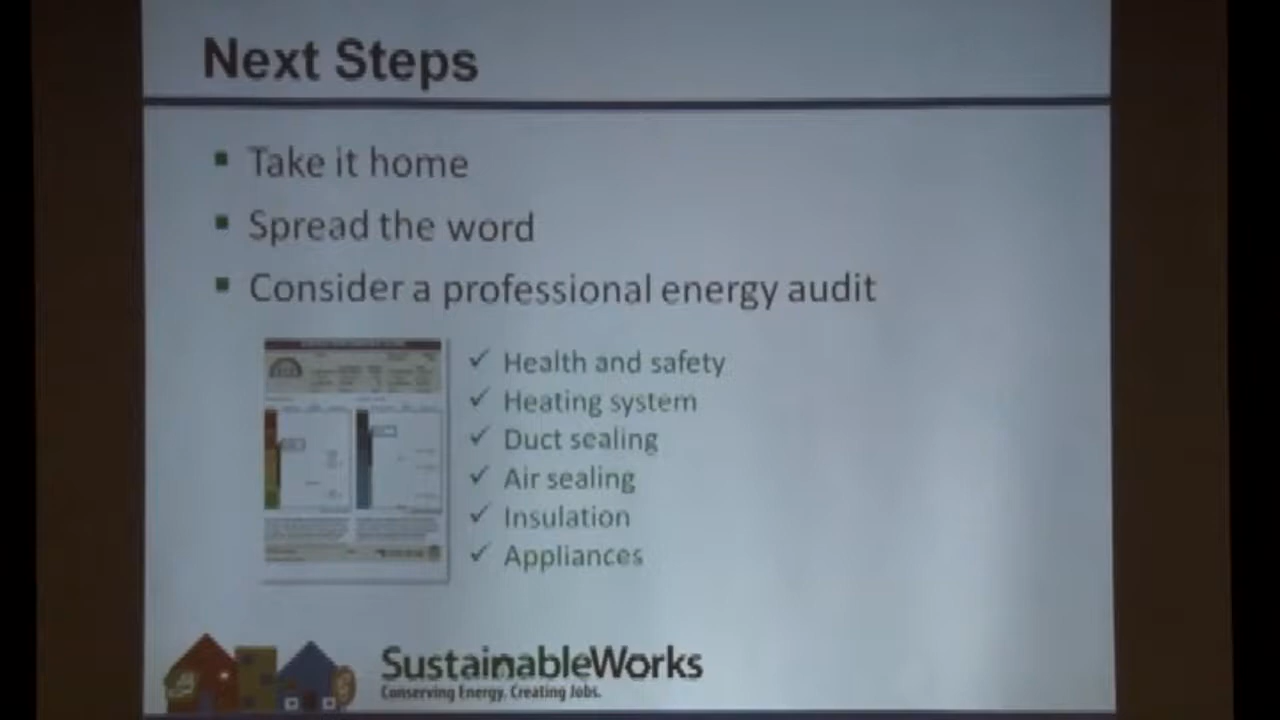 Next Steps
Take it home
Spread the word
Consider a professional energy audit
Health and safety
Heating system
Duct sealing
Air sealing
Insulation
Appliances
SustainableWorks
Conserving Energy. Creating Jobs.